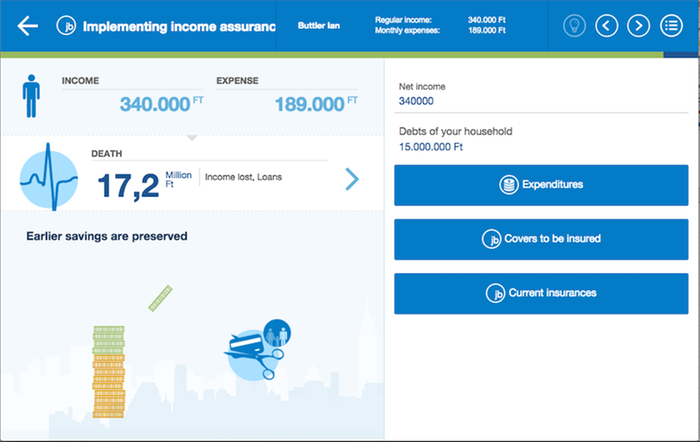 jb Implementing income assuranc
Buttler Ian
Regular income: 340.000 Ft
Monthly expenses: 189.000 Ft
INCOME
340.000 FT
EXPENSE
189.000 FT
DEATH
17,2 Million Ft
Income lost, Loans
Earlier savings are preserved
Net income
340000
Debts of your household
15.000.000 Ft
Expenditures
jb Covers to be insured
jb Current insurances